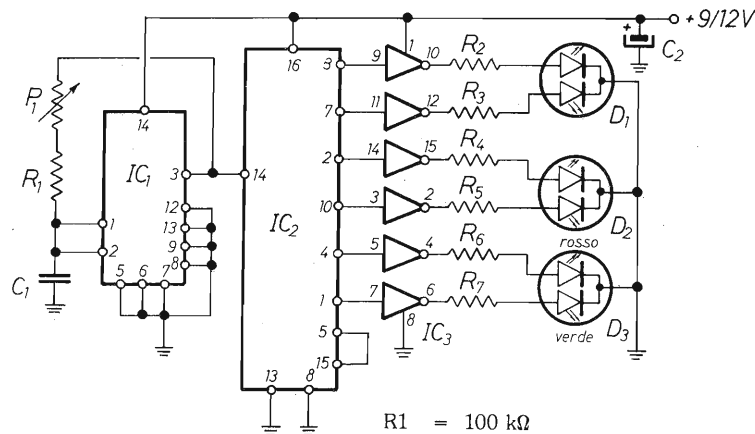 +9/12V
+
C2
P1
R1
C1
14
IC1
3
12
13
9
8
1
2
5 6 7
16
14
IC2
3
7
2
10
4
1
5
15
13 8
9 1 10
11 12
14 15
3 2
5 4
7 6
8
IC3
R2
R3
R4
R5
R6
R7
D1
D2
rosso
D3
verde
R1 = 100 kΩ